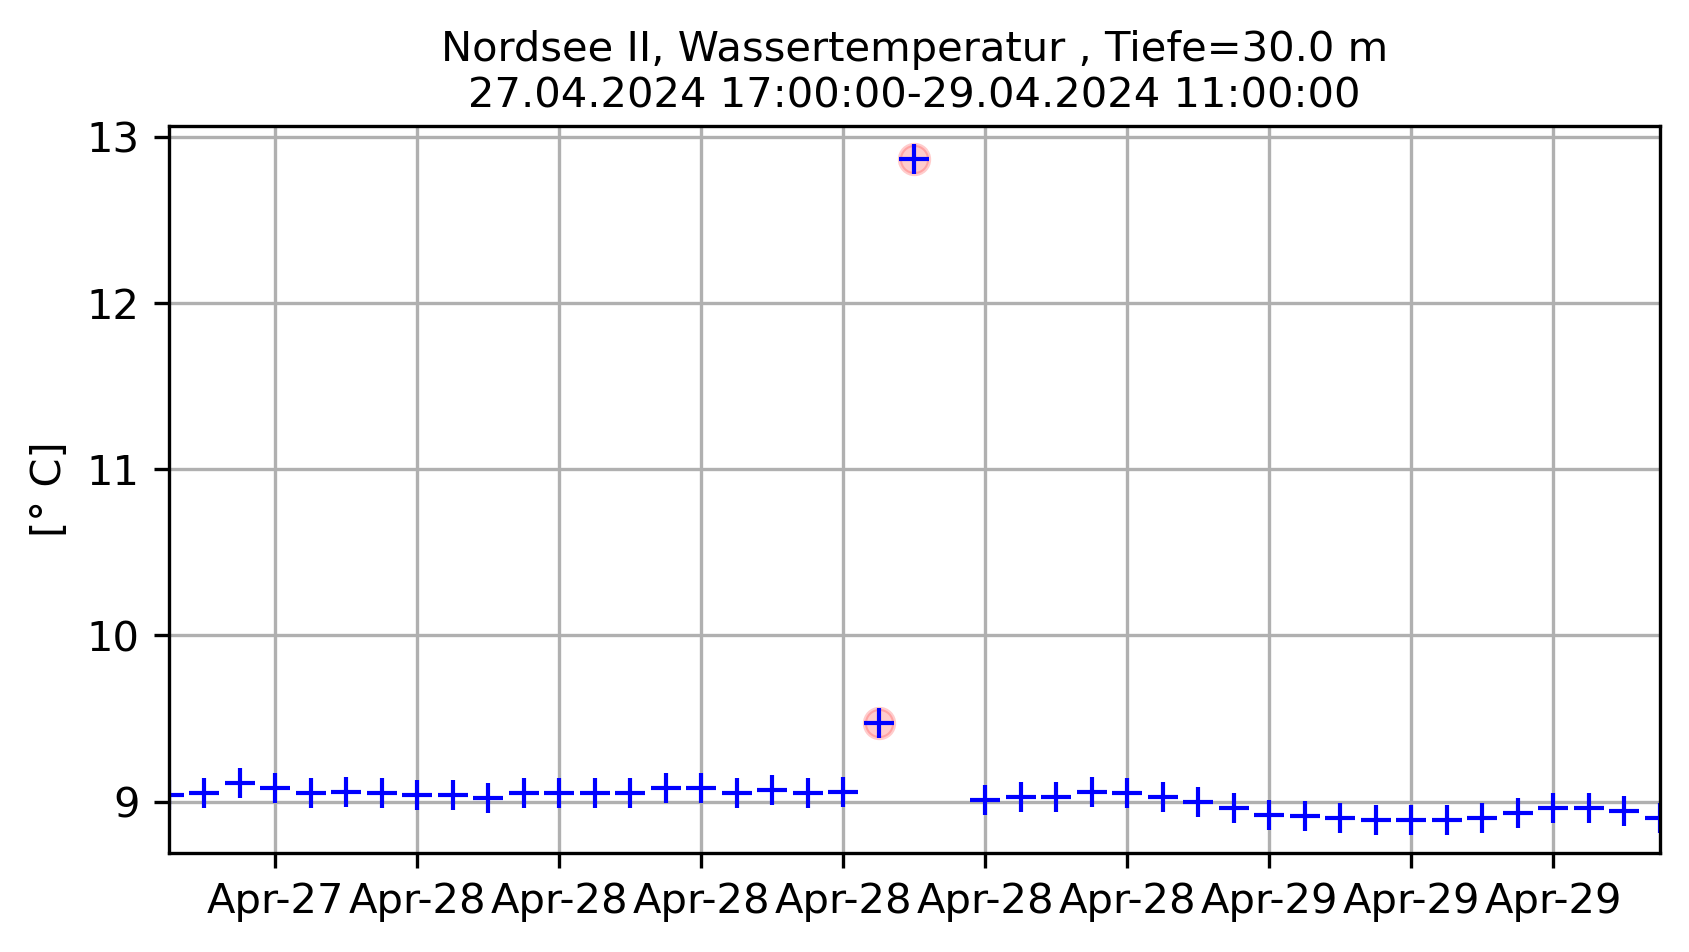 Nordsee II, Wassertemperatur , Tiefe=30.0 m
27.04.2024 17:00:00-29.04.2024 11:00:00
13
12
11
10
9
[° C]
Apr-27 Apr-28 Apr-28 Apr-28 Apr-28 Apr-28 Apr-28 Apr-29 Apr-29 Apr-29